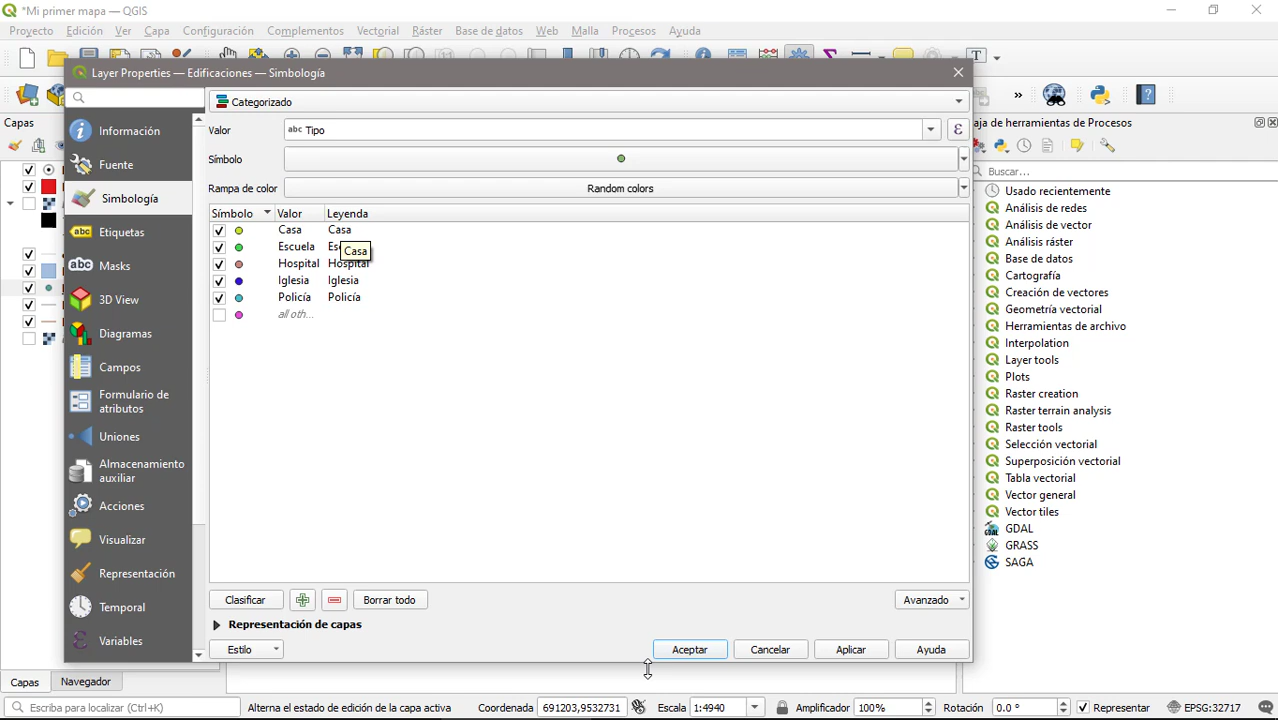 *Mi primer mapa — QGIS
Proyecto Edición Ver Capa Configuración Complementos Vectorial Ráster Base de datos Web Malla Procesos Ayuda
Layer Properties — Edificaciones — Simbología
Categorizado
Capas
Caja de herramientas de Procesos
Valor abc Tipo ε
Símbolo
Rampa de color Random colors
Símbolo Valor Leyenda
Casa Casa
Escuela Es
Casa
Hospital Hospital
Iglesia Iglesia
Policía Policía
all oth...
Información
Fuente
Simbología
abc Etiquetas
abc Masks
3D View
Diagramas
Campos
Formulario de
atributos
Uniones
Almacenamiento
auxiliar
Acciones
Visualizar
Representación
Temporal
Variables
Clasificar Borrar todo Avanzado
Representación de capas
Estilo Aceptar Cancelar Aplicar Ayuda
Buscar...
Usado recientemente
Análisis de redes
Análisis de vector
Análisis ráster
Base de datos
Cartografía
Creación de vectores
Geometría vectorial
Herramientas de archivo
Interpolation
Layer tools
Plots
Raster creation
Raster terrain analysis
Raster tools
Selección vectorial
Superposición vectorial
Tabla vectorial
Vector general
Vector tiles
GDAL
GRASS
SAGA
Capas Navegador
Escriba para localizar (Ctrl+K) Alterna el estado de edición de la capa activa Coordenada 691203,9532731 Escala 1:4940 Amplificador 100% Rotación 0.0 ° Representar EPSG:32717